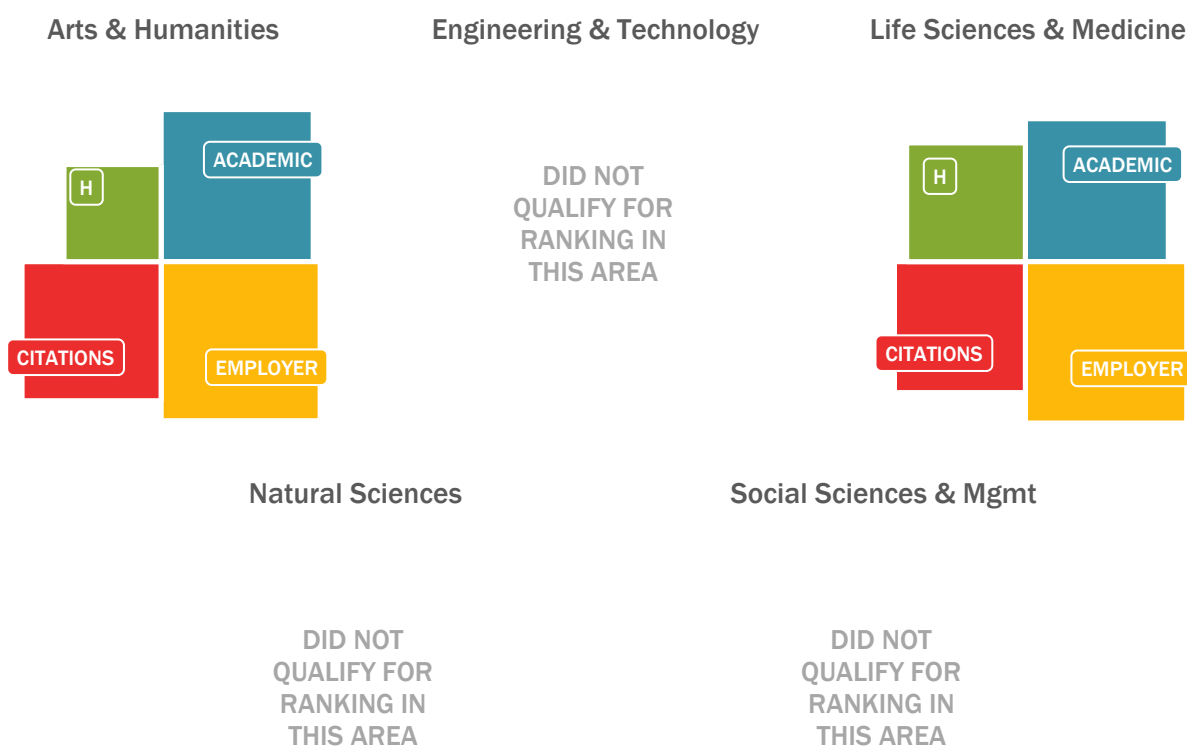 Arts & Humanities
Engineering & Technology
Life Sciences & Medicine
H
ACADEMIC
CITATIONS
EMPLOYER
DID NOT
QUALIFY FOR
RANKING IN
THIS AREA
H
ACADEMIC
CITATIONS
EMPLOYER
Natural Sciences
Social Sciences & Mgmt
DID NOT
QUALIFY FOR
RANKING IN
THIS AREA
DID NOT
QUALIFY FOR
RANKING IN
THIS AREA